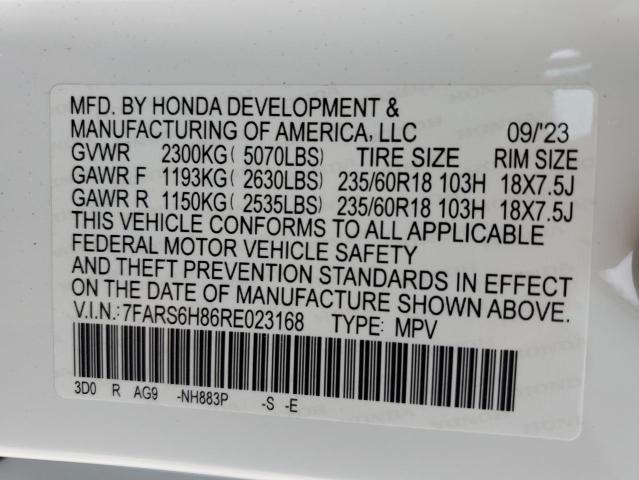 MFD. BY HONDA DEVELOPMENT &
MANUFACTURING OF AMERICA, LLC 09/'23
GVWR 2300KG( 5070LBS) TIRE SIZE RIM SIZE
GAWR F 1193KG( 2630LBS) 235/60R18 103H 18X7.5J
GAWR R 1150KG( 2535LBS) 235/60R18 103H 18X7.5J
THIS VEHICLE CONFORMS TO ALL APPLICABLE
FEDERAL MOTOR VEHICLE SAFETY
AND THEFT PREVENTION STANDARDS IN EFFECT
ON THE DATE OF MANUFACTURE SHOWN ABOVE.
V.I.N.:7FARS6H86RE023168 TYPE: MPV
3D0 R AG9 -NH883P -S -E